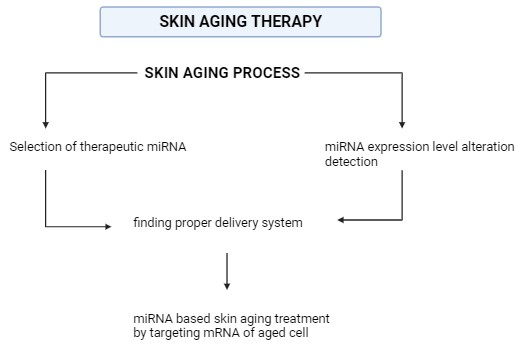 SKIN AGING THERAPY
SKIN AGING PROCESS
Selection of therapeutic miRNA
miRNA expression level alteration
detection
finding proper delivery system
miRNA based skin aging treatment
by targeting mRNA of aged cell